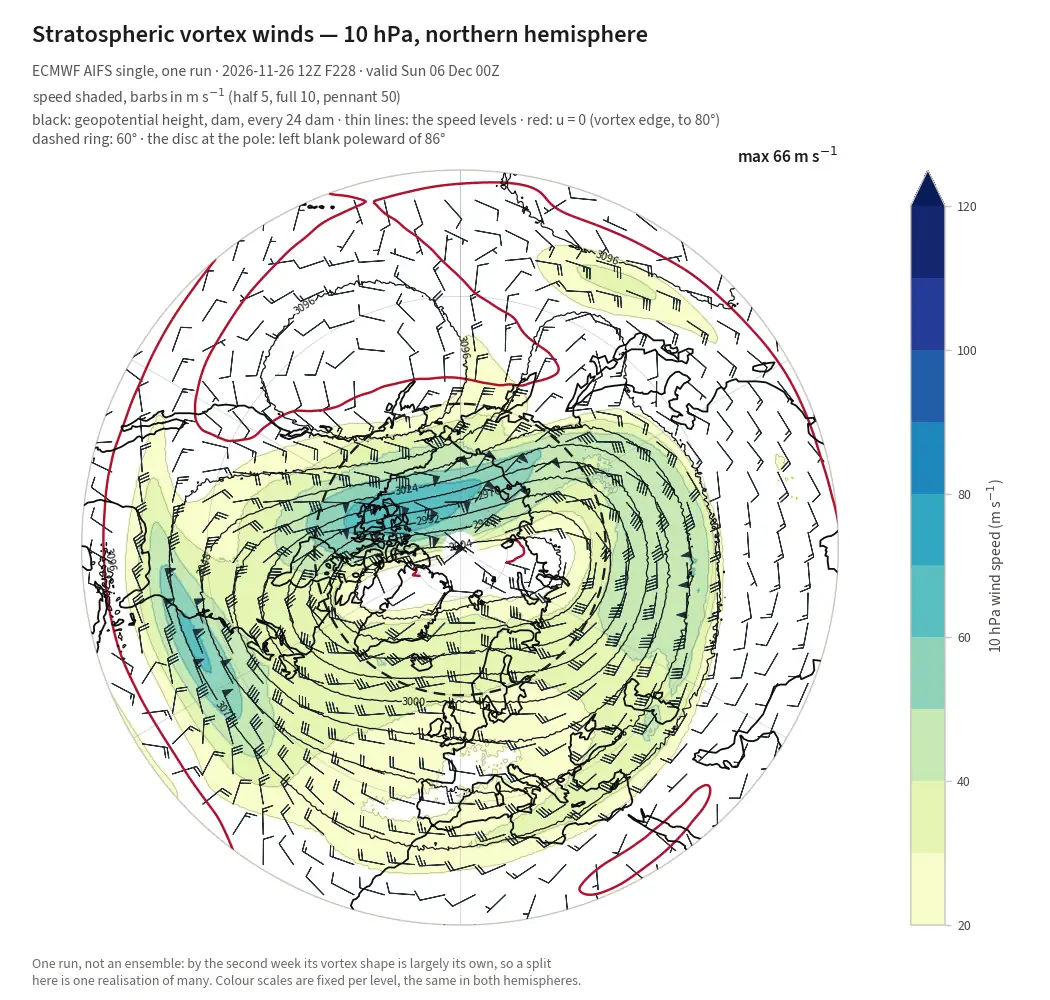 Stratospheric vortex winds — 10 hPa, northern hemisphere
ECMWF AIFS single, one run · 2026-11-26 12Z F228 · valid Sun 06 Dec 00Z
speed shaded, barbs in m s⁻¹ (half 5, full 10, pennant 50)
black: geopotential height, dam, every 24 dam · thin lines: the speed levels · red: u = 0 (vortex edge, to 80°)
dashed ring: 60° · the disc at the pole: left blank poleward of 86°
max 66 m s⁻¹
120
100
80
60
40
20
10 hPa wind speed (m s⁻¹)
3096
3096
3096
3024
2976
2952
3000
One run, not an ensemble: by the second week its vortex shape is largely its own, so a split
here is one realisation of many. Colour scales are fixed per level, the same in both hemispheres.